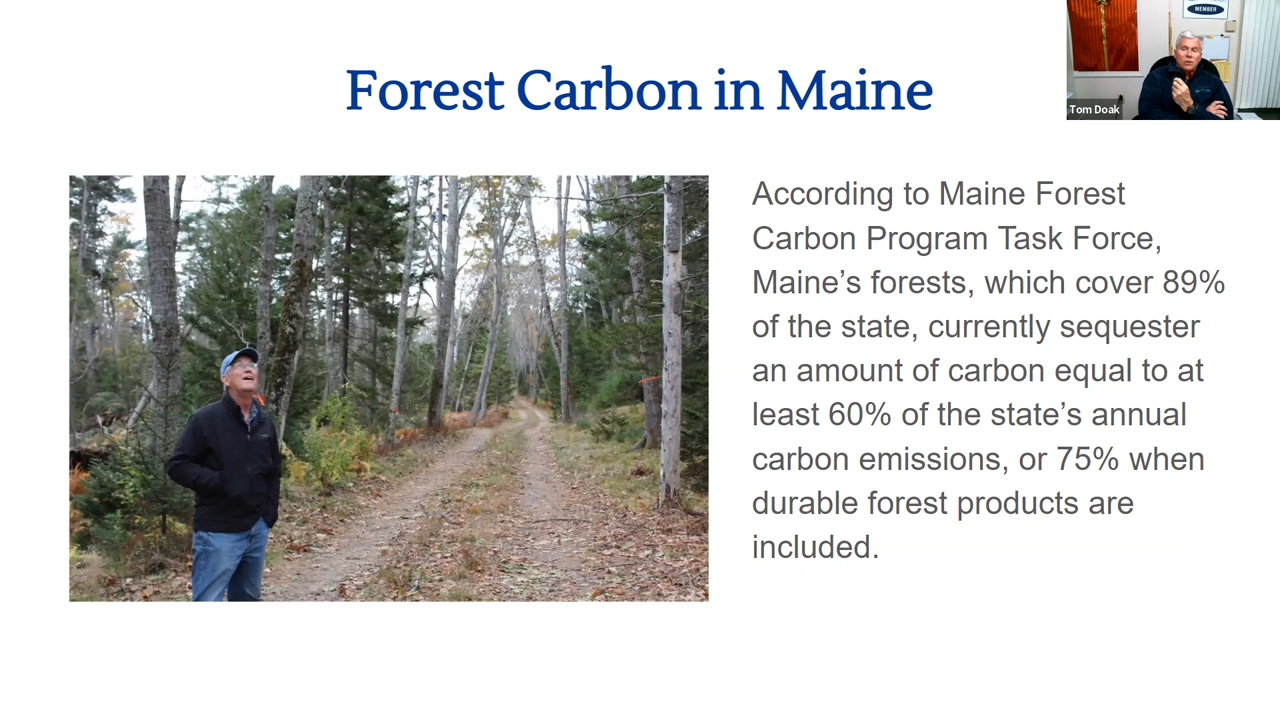 MEMBER
Forest Carbon in Maine
Tom Doak
According to Maine Forest
Carbon Program Task Force,
Maine’s forests, which cover 89%
of the state, currently sequester
an amount of carbon equal to at
least 60% of the state’s annual
carbon emissions, or 75% when
durable forest products are
included.